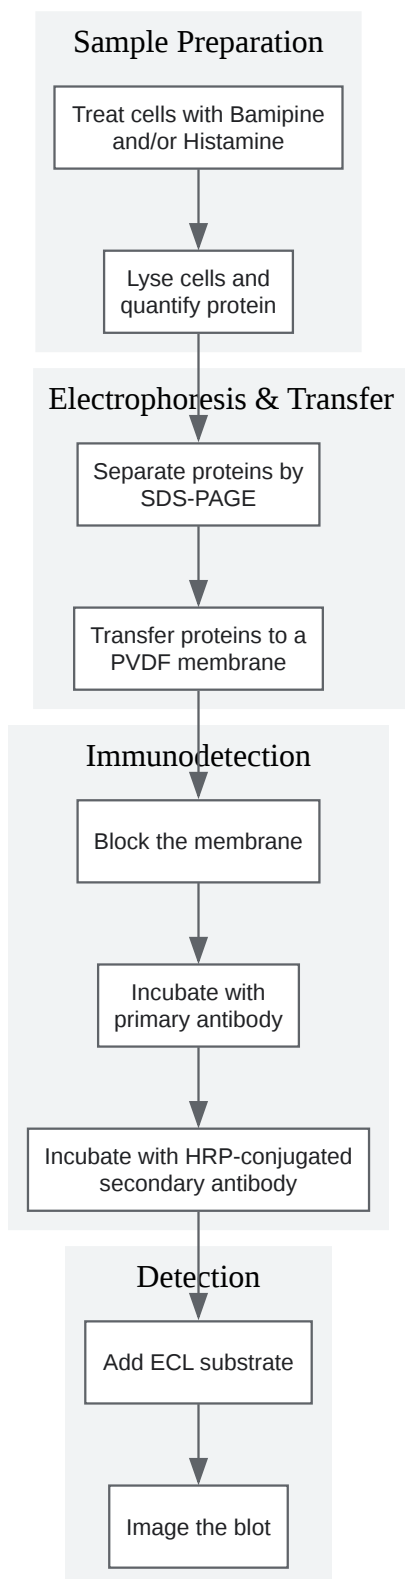 Sample Preparation
Treat cells with Bamipine
and/or Histamine
Lyse cells and
quantify protein
Electrophoresis & Transfer
Separate proteins by
SDS-PAGE
Transfer proteins to a
PVDF membrane
Immunodetection
Block the membrane
Incubate with
primary antibody
Incubate with HRP-conjugated
secondary antibody
Detection
Add ECL substrate
Image the blot